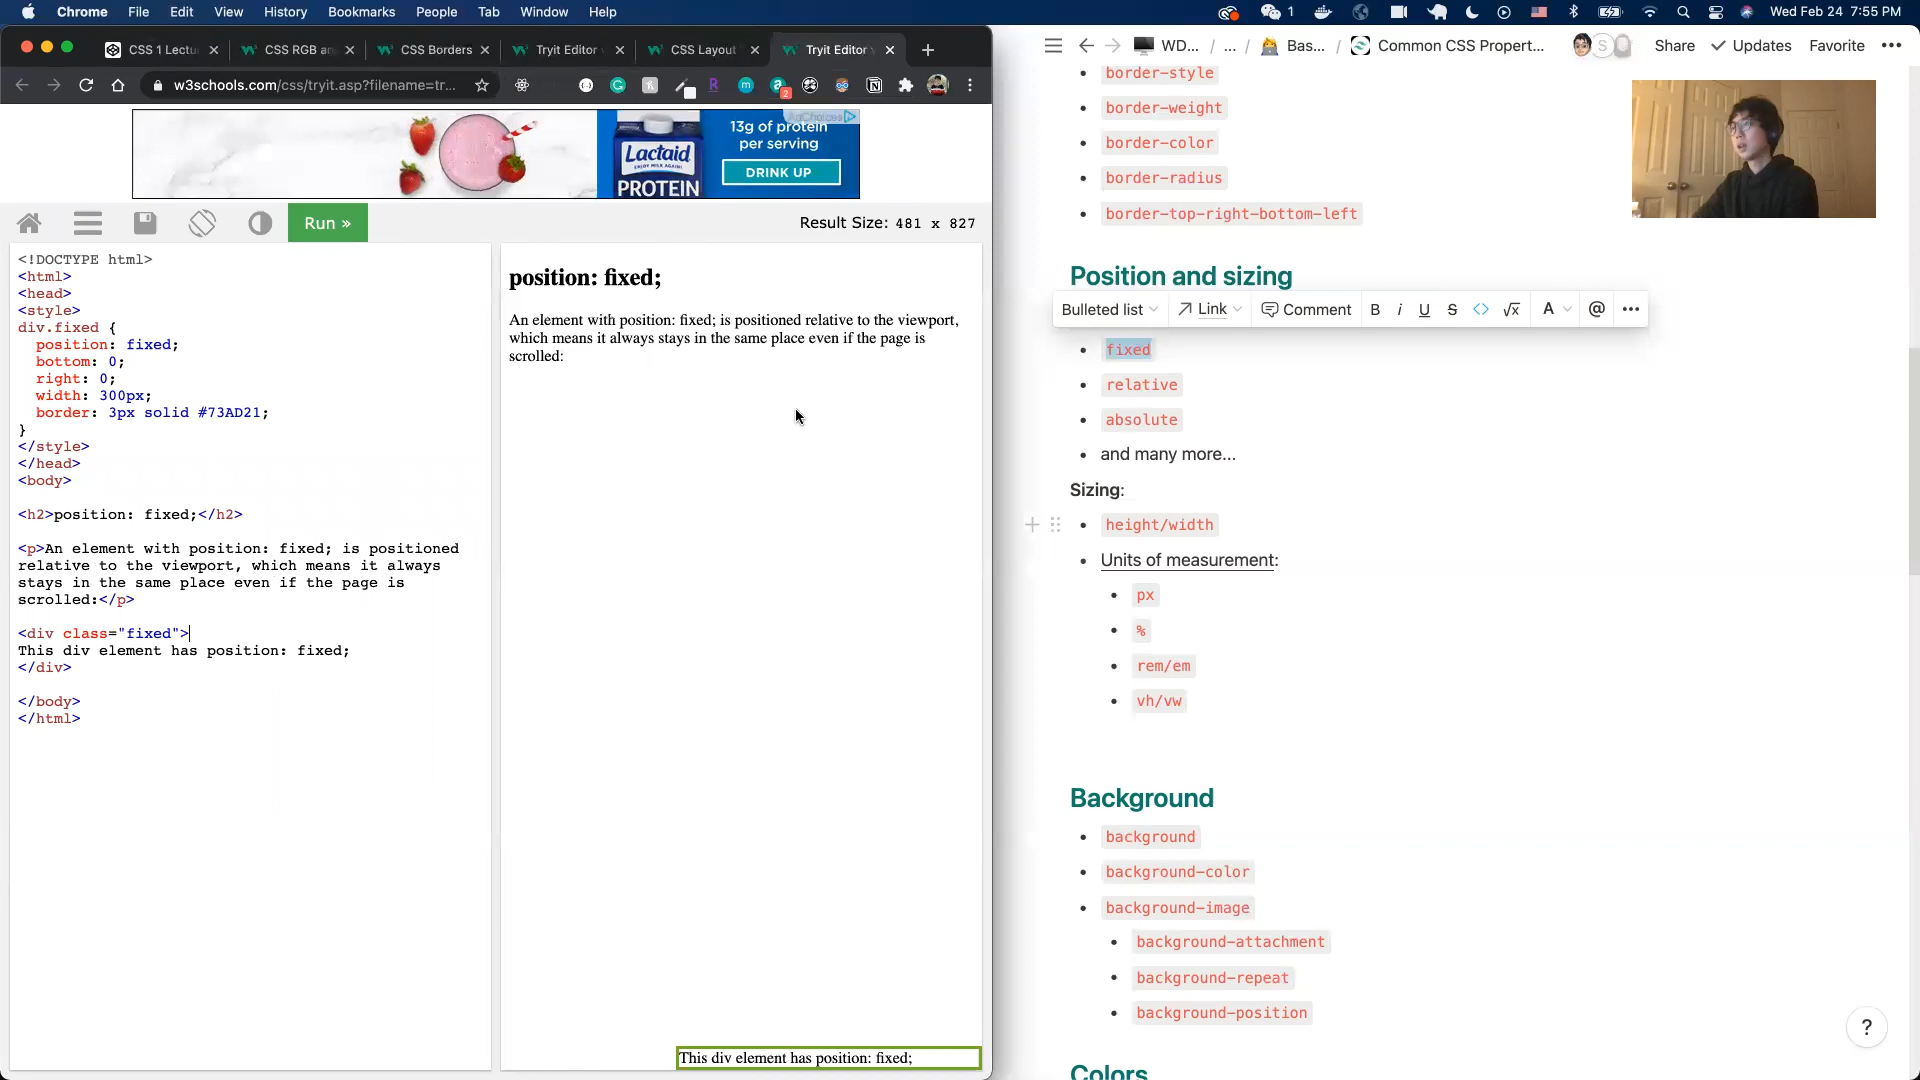 Chrome File Edit View History Bookmarks People Tab Window Help
1
Wed Feb 24 7:55 PM
CSS 1 Lectu
CSS RGB an
CSS Borders
Tryit Editor
CSS Layout
Tryit Editor
w3schools.com/css/tryit.asp?filename=tr...
2
13g of protein
per serving
DRINK UP
Lactaid
ENJOY MILK AGAIN!
PROTEIN
AdChoices
Run »
Result Size: 481 x 827
<!DOCTYPE html>
<html>
<head>
<style>
div.fixed {
position: fixed;
bottom: 0;
right: 0;
width: 300px;
border: 3px solid #73AD21;
}
</style>
</head>
<body>
<h2>position: fixed;</h2>
<p>An element with position: fixed; is positioned
relative to the viewport, which means it always
stays in the same place even if the page is
scrolled:</p>
<div class="fixed">
This div element has position: fixed;
</div>
</body>
</html>
position: fixed;
An element with position: fixed; is positioned relative to the viewport,
which means it always stays in the same place even if the page is
scrolled:
This div element has position: fixed;
WD... / ... / Bas... / Common CSS Propert...
S
Share
Updates
Favorite
•••
border-style
border-weight
border-color
border-radius
border-top-right-bottom-left
Position and sizing
Bulleted list
Link
Comment
B i U S <> √x A @ •••
fixed
relative
absolute
and many more...
Sizing:
height/width
Units of measurement:
px
%
rem/em
vh/vw
Background
background
background-color
background-image
background-attachment
background-repeat
background-position
Colors
?